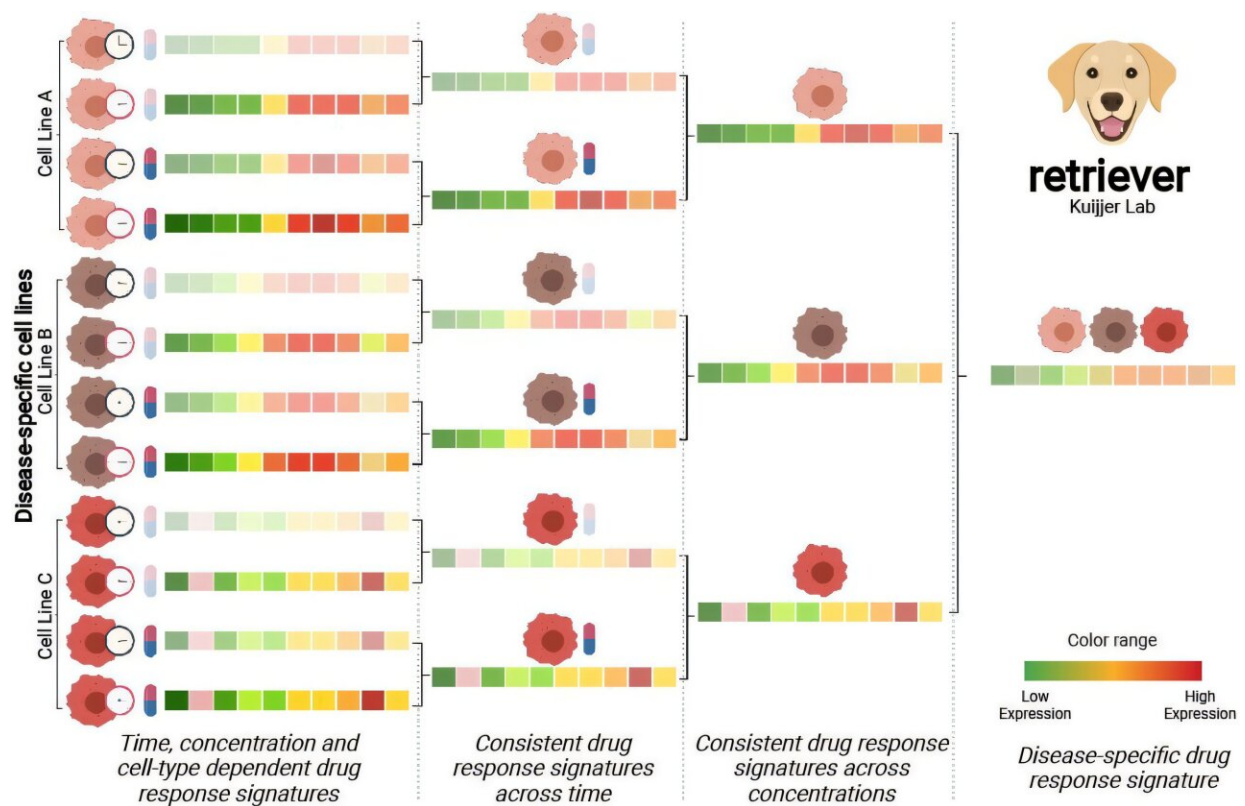 Disease-specific cell lines
Cell Line A
Cell Line B
Cell Line C
retriever
Kuijjer Lab
Color range
Low
Expression
High
Expression
Time, concentration and
cell-type dependent drug
response signatures
Consistent drug
response signatures
across time
Consistent drug response
signatures across
concentrations
Disease-specific drug
response signature